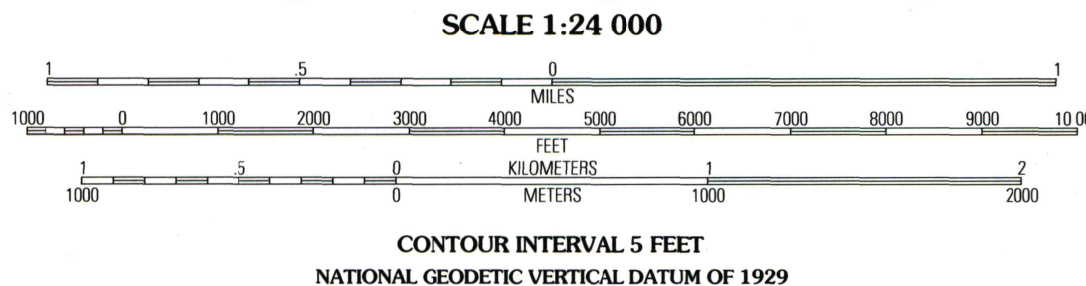 SCALE 1:24 000
1 .5 0 1
MILES
1000 0 1000 2000 3000 4000 5000 6000 7000 8000 9000 10 00
FEET
1 .5 0 KILOMETERS 1 2
1000 0 METERS 1000 2000
CONTOUR INTERVAL 5 FEET
NATIONAL GEODETIC VERTICAL DATUM OF 1929